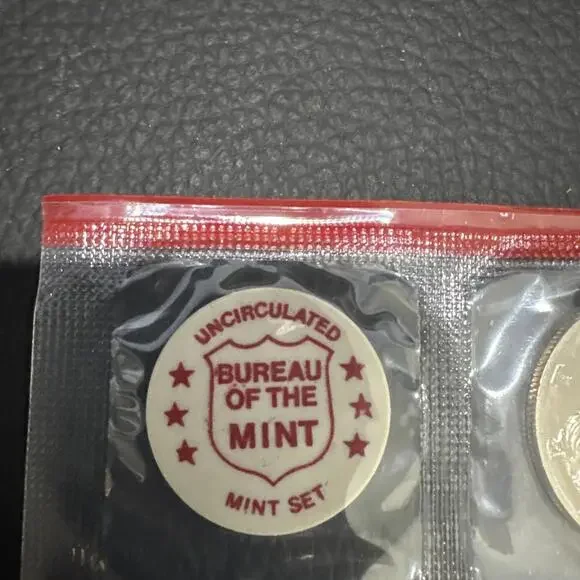 UNCIRCULATED
BUREAU
OF THE
MINT
MINT SET